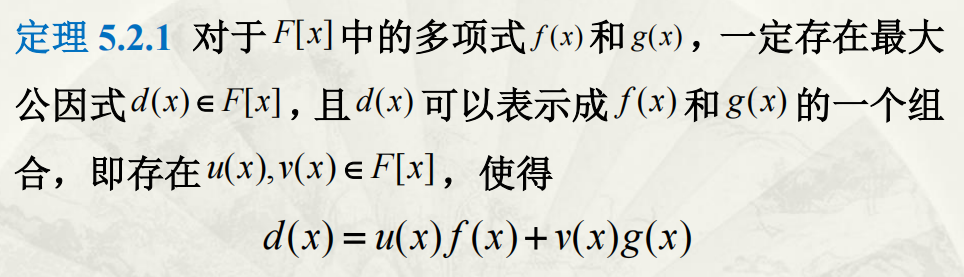 定理 5.2.1 对于 F[x] 中的多项式 f(x) 和 g(x)，一定存在最大
公因式 d(x)∈F[x]，且 d(x) 可以表示成 f(x) 和 g(x) 的一个组
合，即存在 u(x),v(x)∈F[x]，使得
d(x)=u(x)f(x)+v(x)g(x)